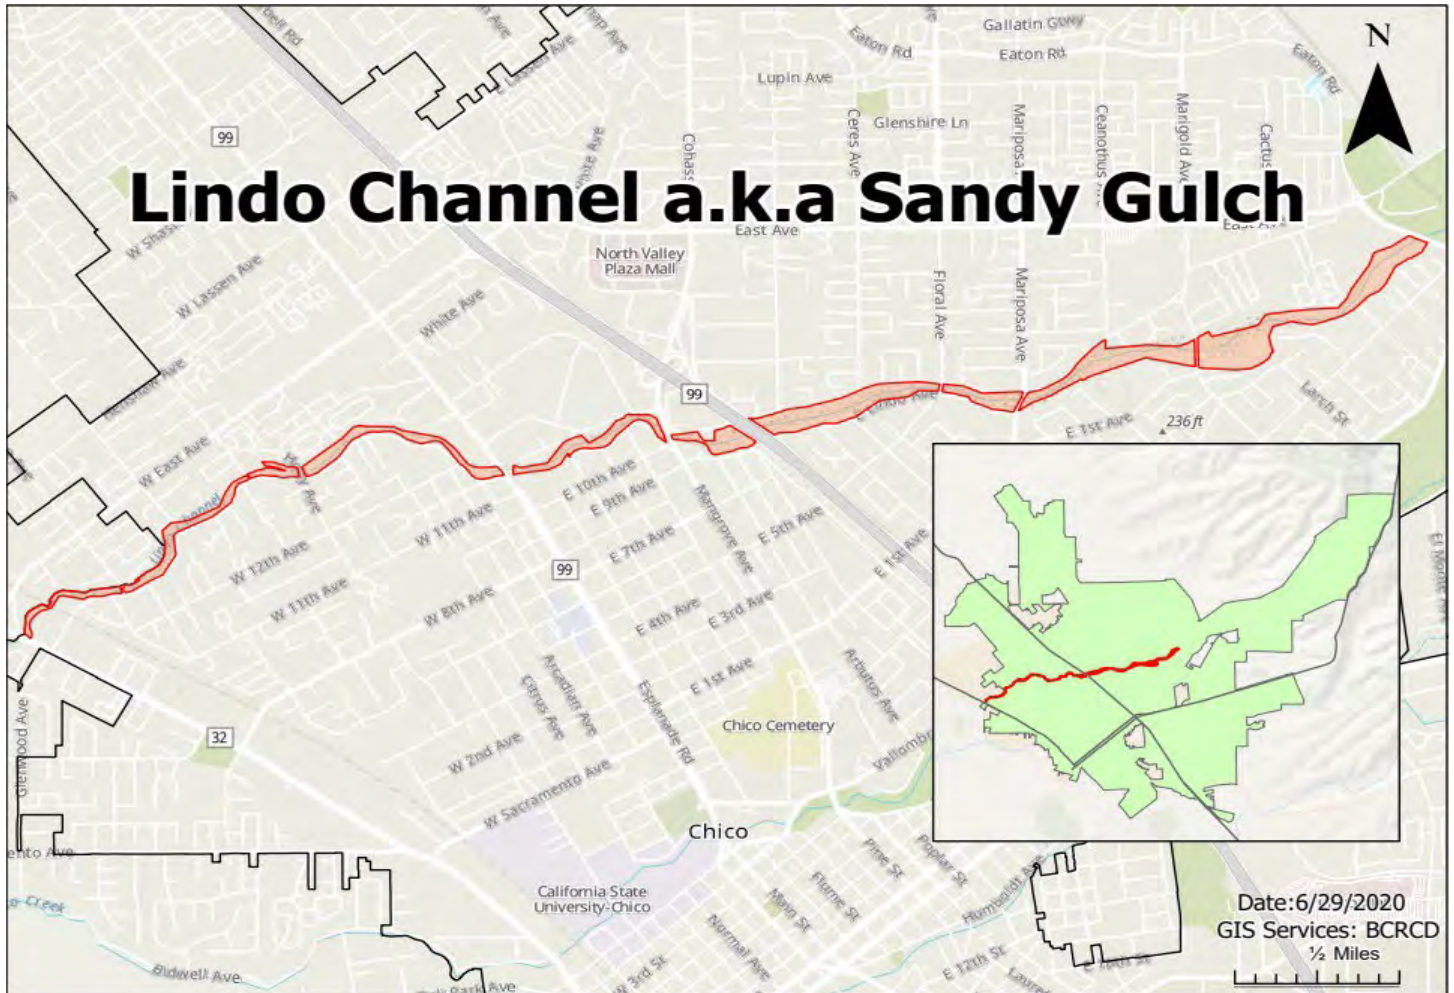 Gallatin Gtwy
Eaton Rd
Eaton Rd
Eaton Rd
Lupin Ave
Glenshire Ln
Ceres Ave
Mariposa
Ceanothus
Marigold Ave
Cactus
N
99
Lindo Channel a.k.a Sandy Gulch
East Ave
North Valley
Plaza Mall
W Lassen Ave
White Ave
Floral Ave
Mariposa Ave
99
E Lindo Ave
Larch St
E 1st Ave
236 ft
W East Ave
E 10th Ave
E 9th Ave
W 11th Ave
Mangrove Ave
E 5th Ave
E 7th Ave
E 1st Ave
W 12th Ave
99
W 11th Ave
W 8th Ave
E 4th Ave
E 3rd Ave
Arcadian Ave
Citrus Ave
Esplanade Rd
E 1st Ave
Arbutus Ave
Glenwood Ave
Chico Cemetery
32
W 2nd Ave
W Sacramento Ave
Chico
California State
University-Chico
Pine St
Poplar St
Flume St
Main St
Normal Ave
Humboldt Ave
W 3rd St
E 12th St
Creek
Bidwell Ave
Park Ave
Date:6/29/2020
GIS Services: BCRCD
½ Miles